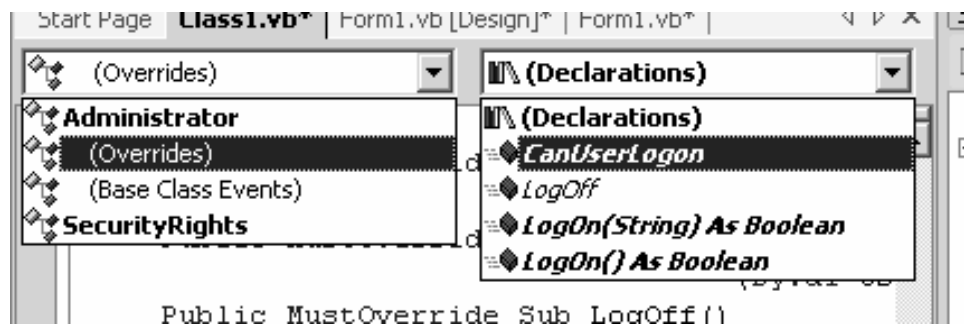 Start Page Class1.vb* Form1.vb [Design]* Form1.vb*
(Overrides) (Declarations)
Administrator (Declarations)
(Overrides) CanUserLogon
(Base Class Events) LogOff
SecurityRights LogOn(String) As Boolean
LogOn() As Boolean
Public MustOverride Sub LogOff()